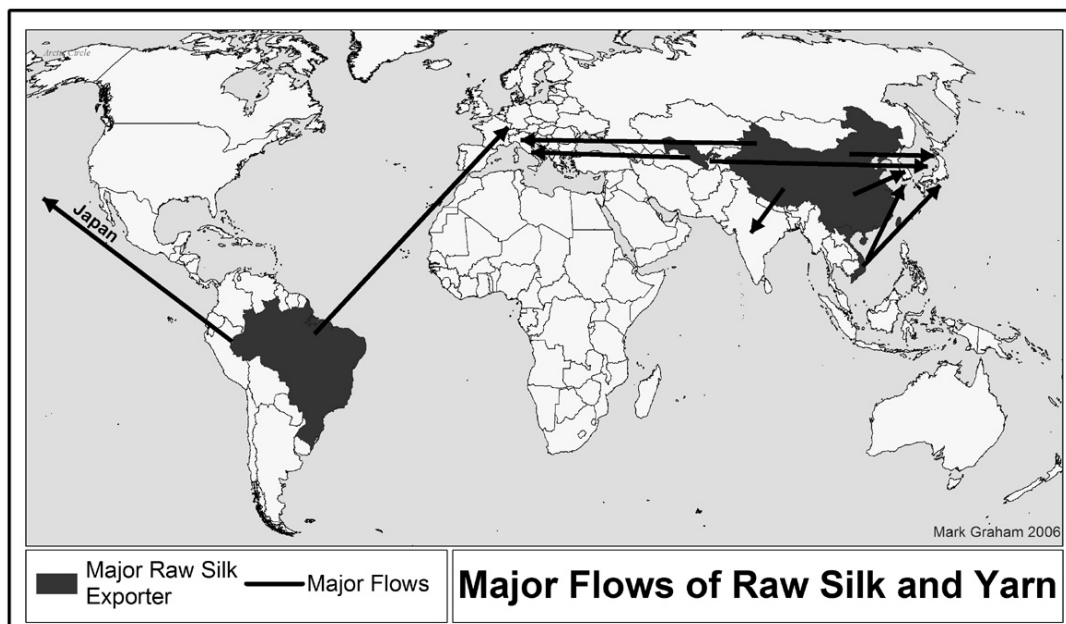 Arctic Circle
Japan
Mark Graham 2006
Major Raw Silk
Exporter
Major Flows
Major Flows of Raw Silk and Yarn